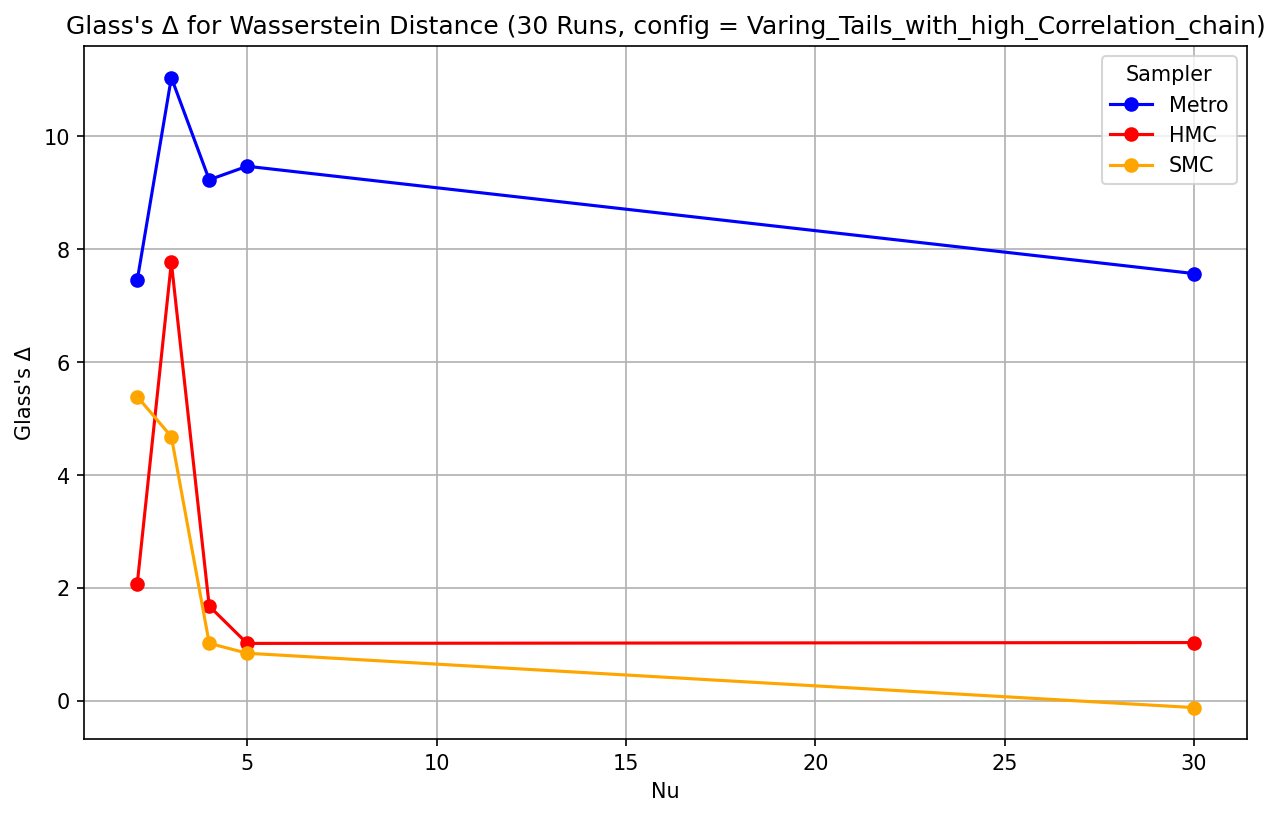 Glass's Δ for Wasserstein Distance (30 Runs, config = Varing_Tails_with_high_Correlation_chain)
Sampler
Metro
HMC
SMC
Glass's Δ
10
8
6
4
2
0
5
10
15
20
25
30
Nu